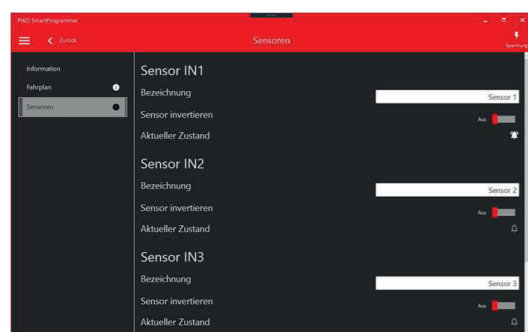 PIKO SmartProgrammer
Zurück
Sensoren
Spannung
Information
Fahrplan
Sensoren
Sensor IN1
Bezeichnung
Sensor 1
Sensor invertieren
Aus
Aktueller Zustand
Sensor IN2
Bezeichnung
Sensor 2
Sensor invertieren
Aus
Aktueller Zustand
Sensor IN3
Bezeichnung
Sensor 3
Sensor invertieren
Aus
Aktueller Zustand